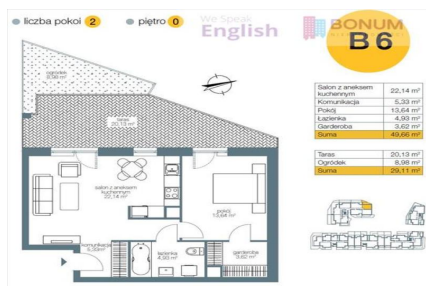 liczba pokoi 2
piętro 0
We Speak
English
BONUM
B 6
Salon z aneksem
kuchennym 22,14 m²
Komunikacja 5,33 m²
Pokój 13,64 m²
Łazienka 4,93 m²
Garderoba 3,62 m²
Suma 49,66 m²
Taras 20,13 m²
Ogródek 8,98 m²
Suma 29,11 m²
ogródek
8,98 m²
taras
20,13 m²
salon z aneksem
kuchennym
22,14 m²
pokój
13,64 m²
komunikacja
5,33 m²
łazienka
4,93 m²
garderoba
3,62 m²